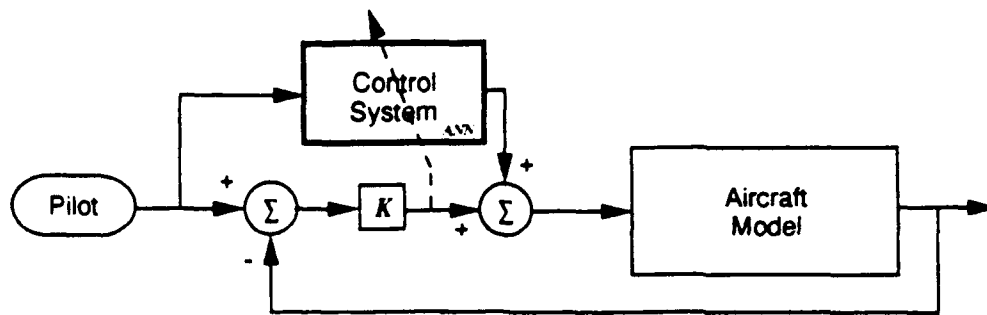 Control
System
ANN
+
Pilot
+
Σ
K
+
Σ
Aircraft
Model
-